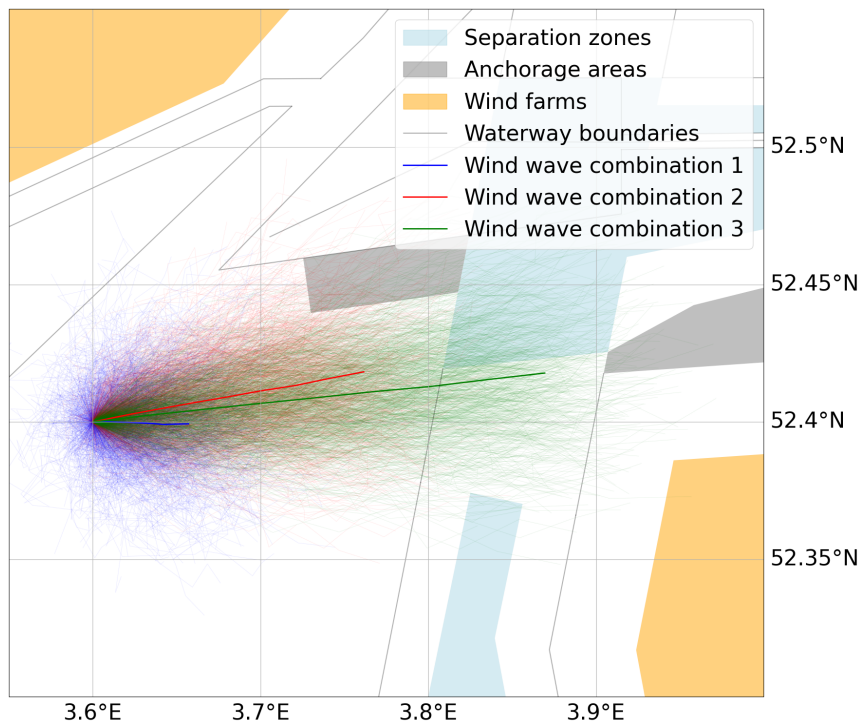 Separation zones
Anchorage areas
Wind farms
Waterway boundaries
Wind wave combination 1
Wind wave combination 2
Wind wave combination 3
52.5°N
52.45°N
52.4°N
52.35°N
3.6°E 3.7°E 3.8°E 3.9°E